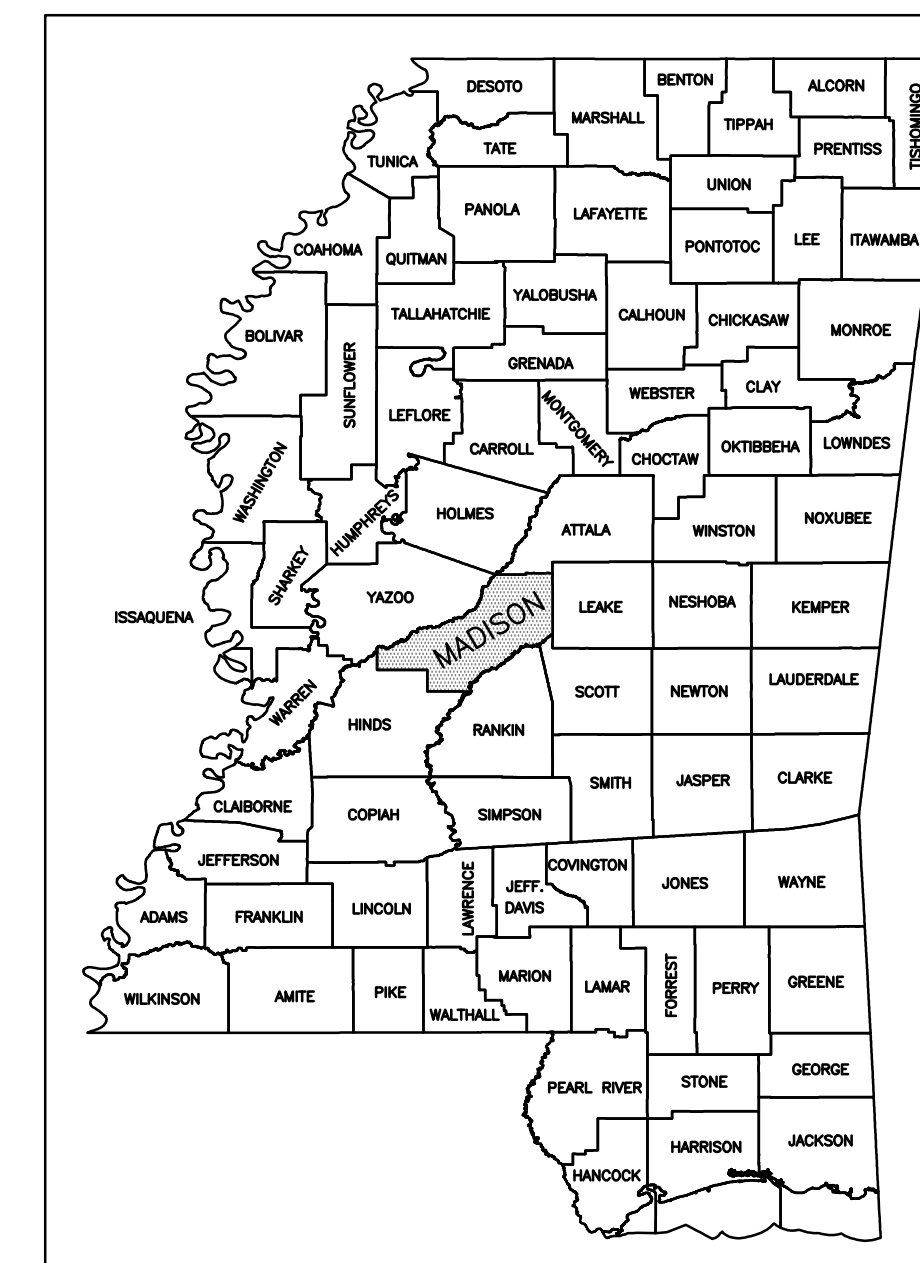 DESOTO
BENTON
ALCORN
TISHOMINGO
MARSHALL
TIPPAH
TATE
PRENTISS
TUNICA
UNION
PANOLA
LAFAYETTE
PONTOTOC
LEE
ITAWAMBA
COAHOMA
QUITMAN
YALOBUSHA
TALLAHATCHIE
CALHOUN
CHICKASAW
MONROE
BOLIVAR
SUNFLOWER
GRENADA
WEBSTER
CLAY
LEFLORE
MONTGOMERY
CARROLL
CHOCTAW
OKTIBBEHA
LOWNDES
WASHINGTON
HUMPHREYS
HOLMES
ATTALA
WINSTON
NOXUBEE
SHARKEY
YAZOO
MADISON
LEAKE
NESHOBA
KEMPER
ISSAQUENA
WARREN
HINDS
RANKIN
SCOTT
NEWTON
LAUDERDALE
SMITH
JASPER
CLARKE
CLAIBORNE
COPIAH
SIMPSON
JEFFERSON
COVINGTON
LAWRENCE
JEFF.
DAVIS
JONES
WAYNE
ADAMS
FRANKLIN
LINCOLN
WILKINSON
AMITE
PIKE
WALTHALL
MARION
LAMAR
FORREST
PERRY
GREENE
PEARL RIVER
STONE
GEORGE
HANCOCK
HARRISON
JACKSON